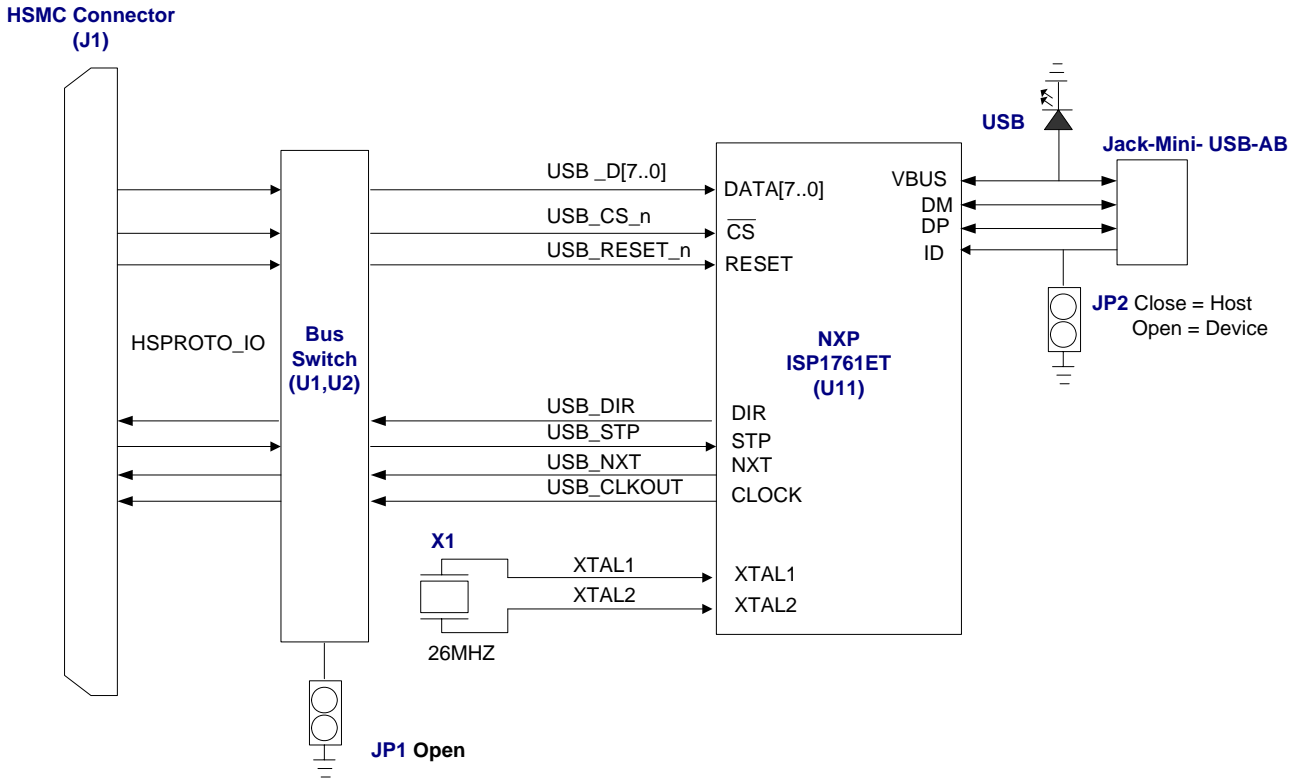 HSMC Connector
(J1)
USB
Jack-Mini- USB-AB
USB _D[7..0]
DATA[7..0]
VBUS
USB_CS_n
CS
DM
DP
USB_RESET_n
RESET
ID
JP2 Close = Host
Open = Device
HSPROTO_IO
Bus
Switch
(U1,U2)
NXP
ISP1761ET
(U11)
USB_DIR
DIR
USB_STP
STP
USB_NXT
NXT
USB_CLKOUT
CLOCK
X1
XTAL1
XTAL1
XTAL2
XTAL2
26MHZ
JP1 Open